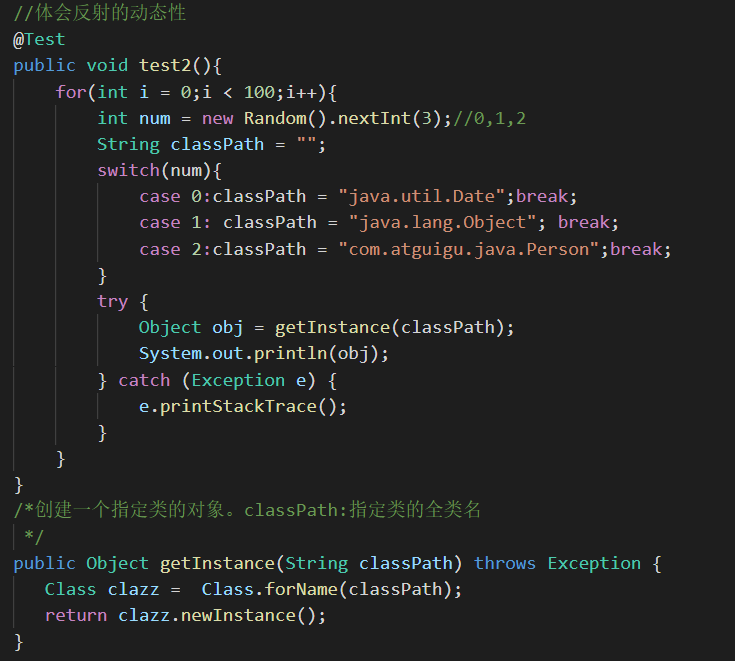 //体会反射的动态性
@Test
public void test2(){
    for(int i = 0;i < 100;i++){
        int num = new Random().nextInt(3);//0,1,2
        String classPath = "";
        switch(num){
            case 0:classPath = "java.util.Date";break;
            case 1: classPath = "java.lang.Object"; break;
            case 2:classPath = "com.atguigu.java.Person";break;
        }
        try {
            Object obj = getInstance(classPath);
            System.out.println(obj);
        } catch (Exception e) {
            e.printStackTrace();
        }
    }
}
/*创建一个指定类的对象。classPath:指定类的全类名
 */
public Object getInstance(String classPath) throws Exception {
   Class clazz =  Class.forName(classPath);
   return clazz.newInstance();
}